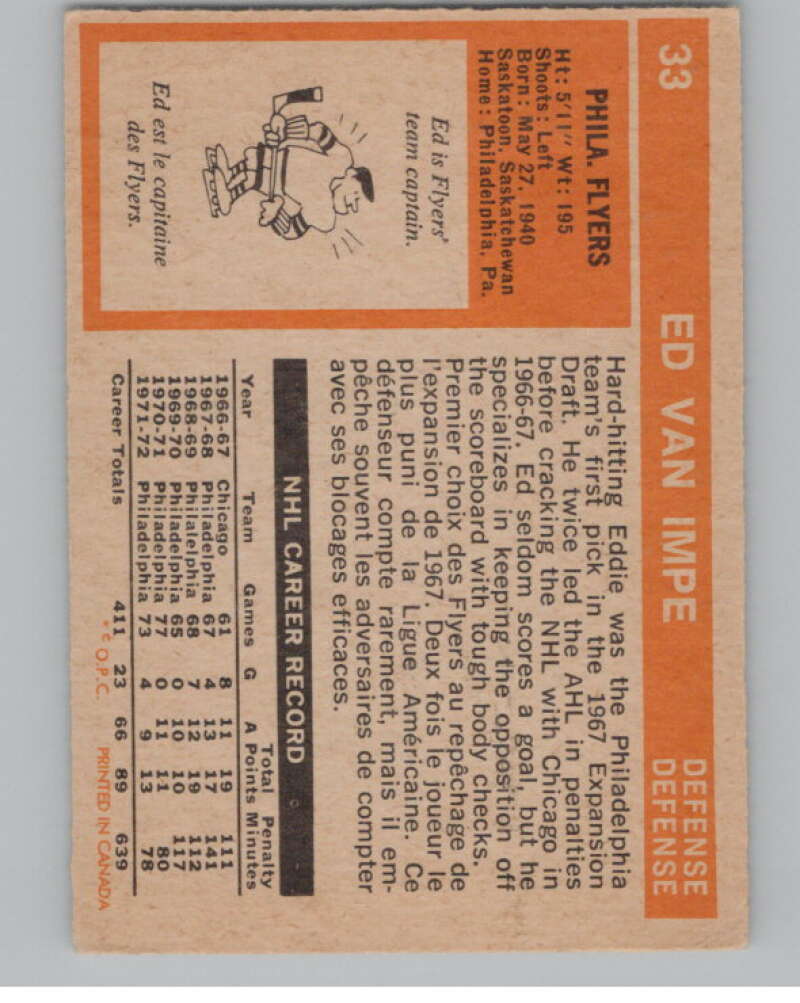 33 ED VAN IMPE DEFENSE
DEFENSE
PHILA. FLYERS
Ht: 5'11" Wt: 195
Shoots: Left
Born: May 27, 1940
Saskatoon, Saskatchewan
Home: Philadelphia, Pa.
Ed is Flyers'
team captain.
Ed est le capitaine
des Flyers.
Hard-hitting Eddie was the Philadelphia
team's first pick in the 1967 Expansion
Draft. He twice led the AHL in penalties
before cracking the NHL with Chicago in
1966-67. Ed seldom scores a goal, but he
specializes in keeping the opposition off
the scoreboard with tough body checks.
Premier choix des Flyers au repêchage de
l'expansion de 1967. Deux fois le joueur le
plus puni de la Ligue Américaine. Ce
défenseur compte rarement, mais il em-
pêche souvent les adversaires de compter
avec ses blocages efficaces.
NHL CAREER RECORD
Total Penalty
Year Team Games G A Points Minutes
1966-67 Chicago 61 8 11 19 111
1967-68 Philadelphia 67 4 13 17 141
1968-69 Philalelphia 68 7 12 19 112
1969-70 Philadelphia 65 0 10 10 117
1970-71 Philadelphia 77 0 11 11 80
1971-72 Philadelphia 73 4 9 13 78
Career Totals 411 23 66 89 639
* © O.P.C. PRINTED IN CANADA